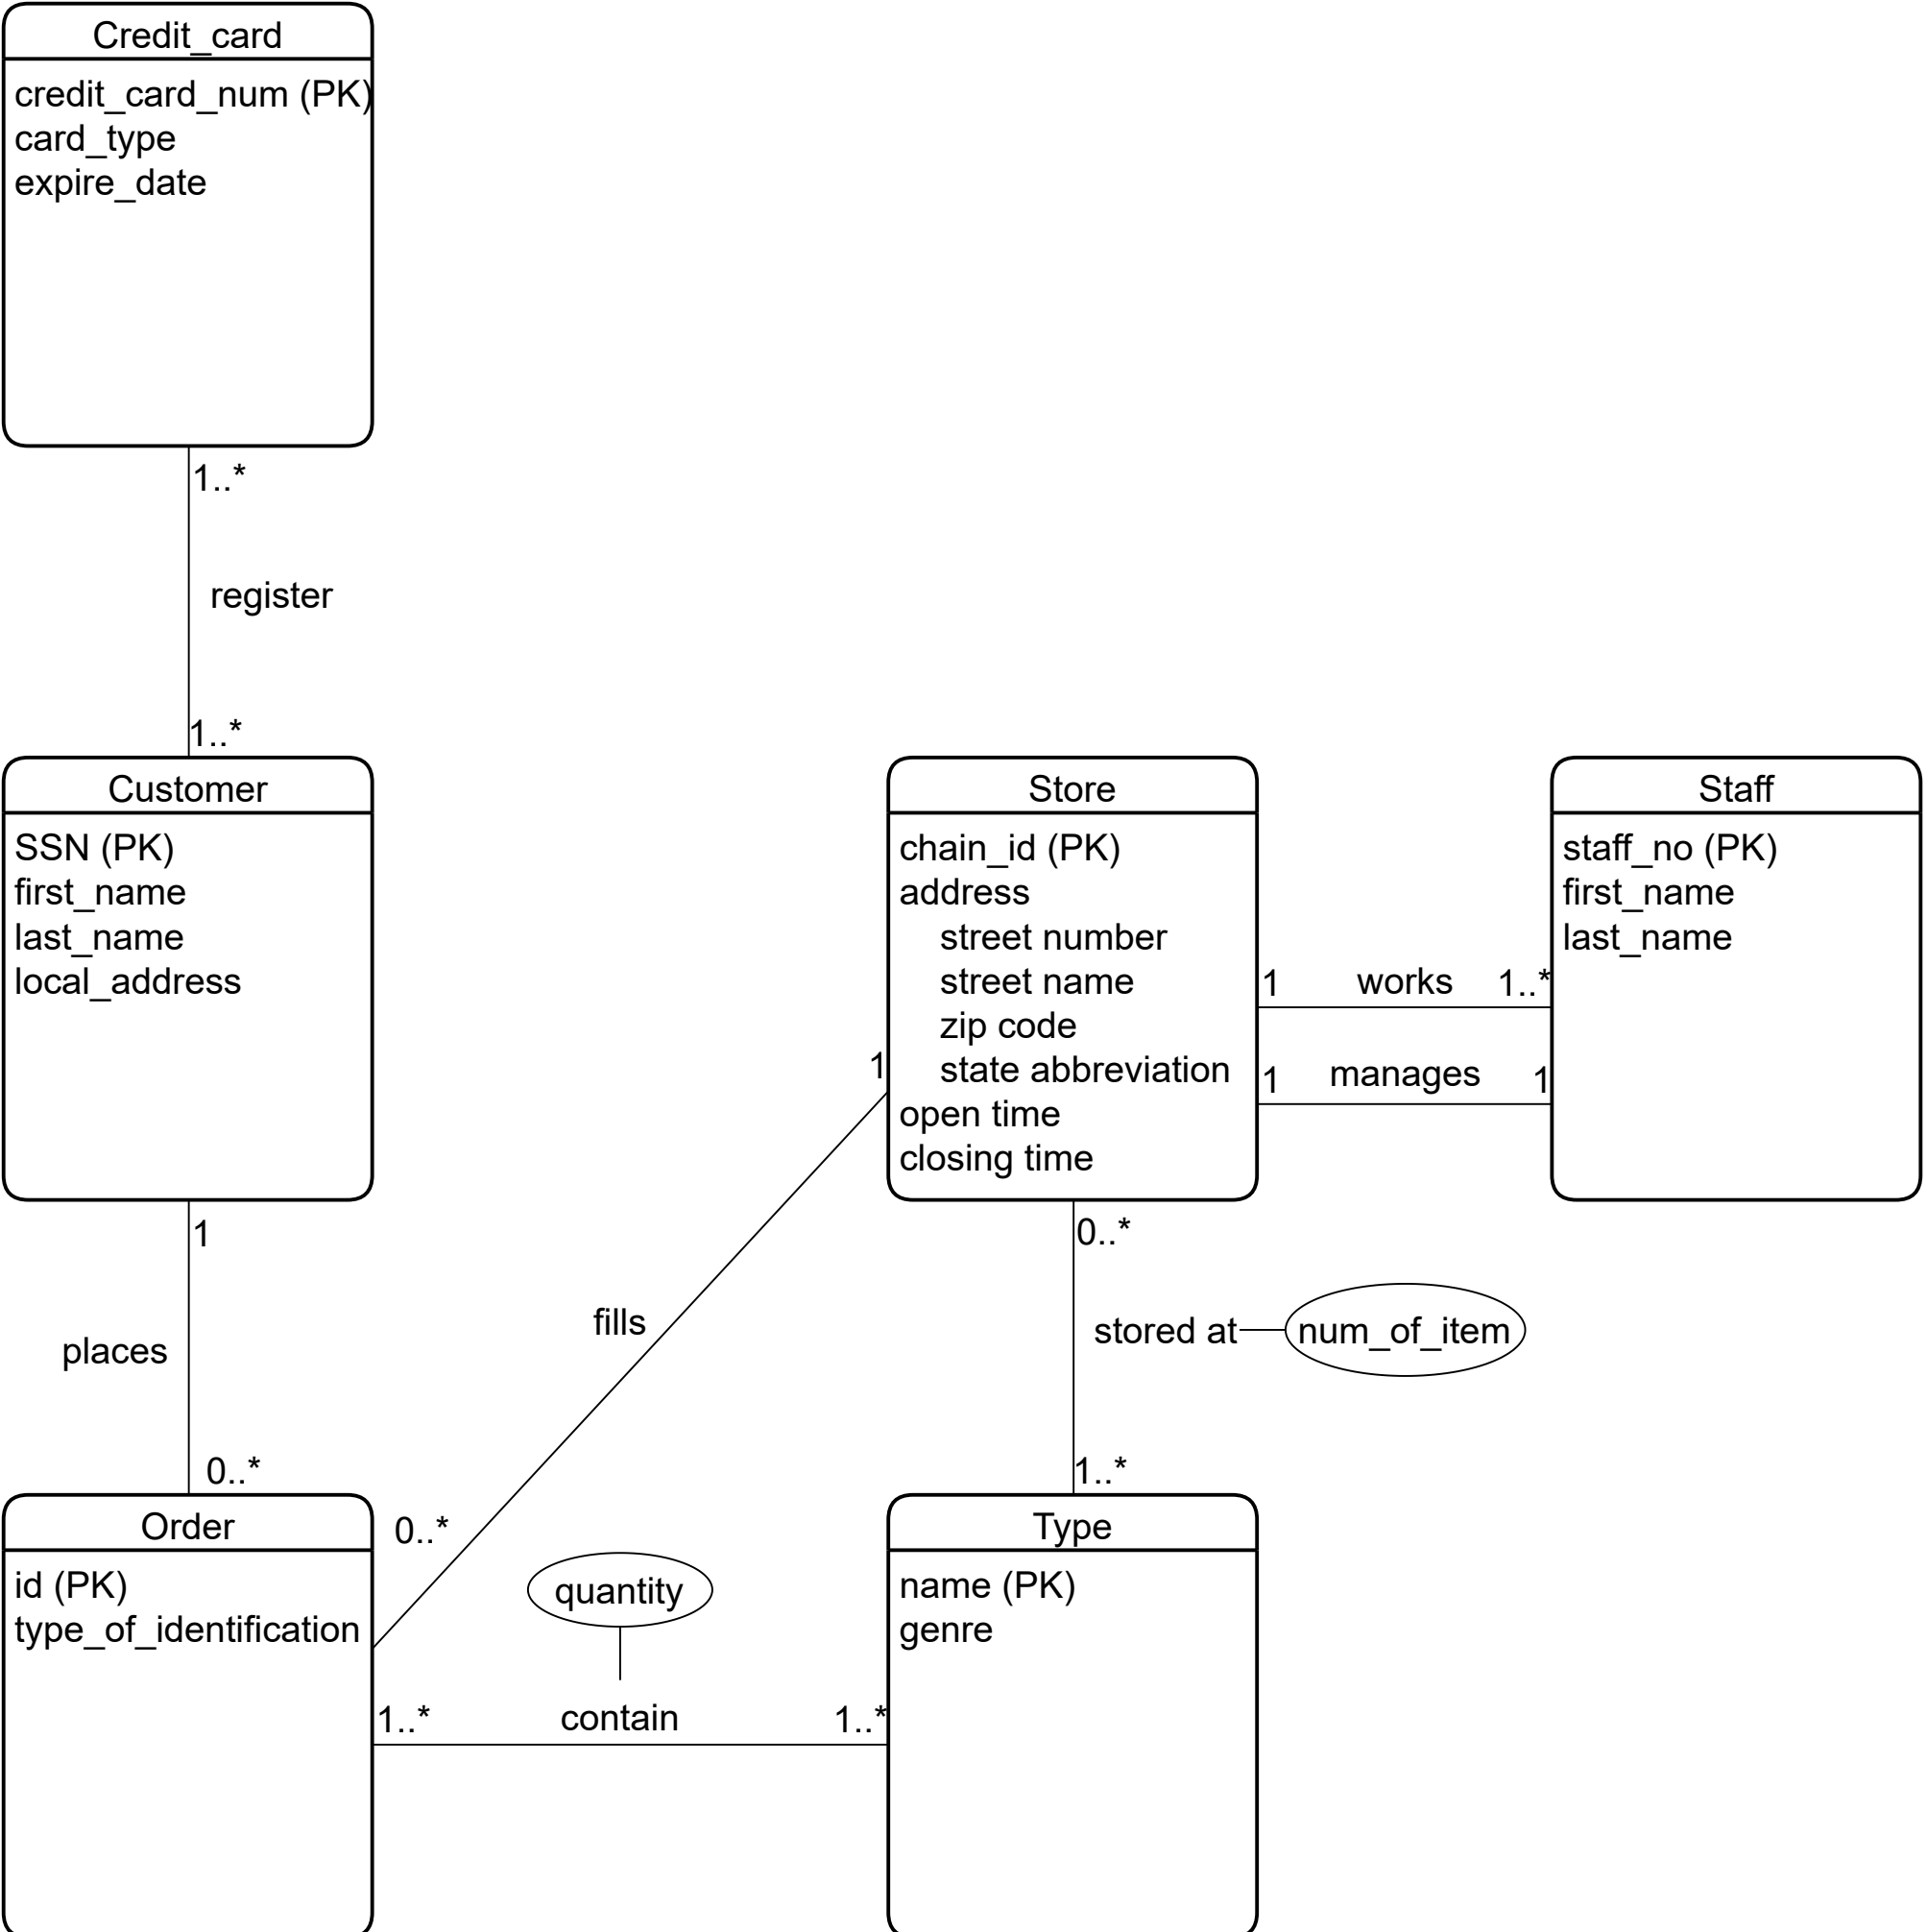 Credit_card
credit_card_num (PK)
card_type
expire_date
1..*
register
1..*
Customer
SSN (PK)
first_name
last_name
local_address
Store
chain_id (PK)
address
street number
street name
zip code
state abbreviation
open time
closing time
Staff
staff_no (PK)
first_name
last_name
1 works 1..*
1 manages 1
1
1
places
0..*
fills
0..*
0..*
stored at num_of_item
1..*
Order
id (PK)
type_of_identification
quantity
1..* contain 1..*
Type
name (PK)
genre